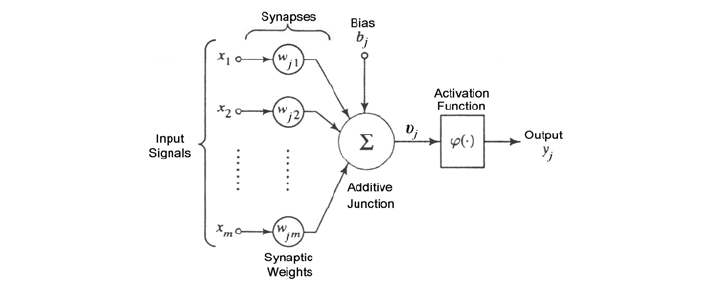 Synapses
Bias
b_j
x_1
w_j1
Activation
Function
x_2
w_j2
Input
Signals
Σ
υ_j
φ(·)
Output
y_j
Additive
Junction
x_m
w_jm
Synaptic
Weights